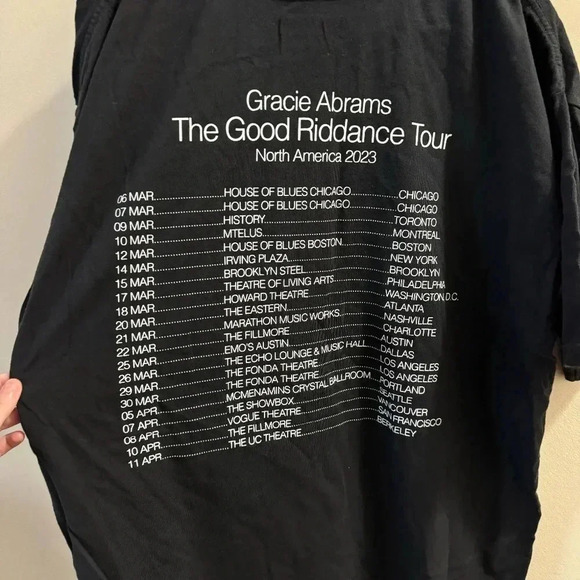 Gracie Abrams
The Good Riddance Tour
North America 2023
06 MAR....................HOUSE OF BLUES CHICAGO....................CHICAGO
07 MAR....................HOUSE OF BLUES CHICAGO....................CHICAGO
09 MAR....................HISTORY....................TORONTO
10 MAR....................MTELUS....................MONTREAL
12 MAR....................HOUSE OF BLUES BOSTON....................BOSTON
14 MAR....................IRVING PLAZA....................NEW YORK
15 MAR....................BROOKLYN STEEL....................BROOKLYN
17 MAR....................THEATRE OF LIVING ARTS....................PHILADELPHIA
18 MAR....................HOWARD THEATRE....................WASHINGTON, D.C.
20 MAR....................THE EASTERN....................ATLANTA
21 MAR....................MARATHON MUSIC WORKS....................NASHVILLE
22 MAR....................THE FILLMORE....................CHARLOTTE
25 MAR....................EMO'S AUSTIN....................AUSTIN
26 MAR....................THE ECHO LOUNGE & MUSIC HALL....................DALLAS
29 MAR....................THE FONDA THEATRE....................LOS ANGELES
30 MAR....................THE FONDA THEATRE....................LOS ANGELES
05 APR....................MCMENAMINS CRYSTAL BALLROOM....................PORTLAND
07 APR....................THE SHOWBOX....................SEATTLE
08 APR....................VOGUE THEATRE....................VANCOUVER
10 APR....................THE FILLMORE....................SAN FRANCISCO
11 APR....................THE UC THEATRE....................BERKELEY